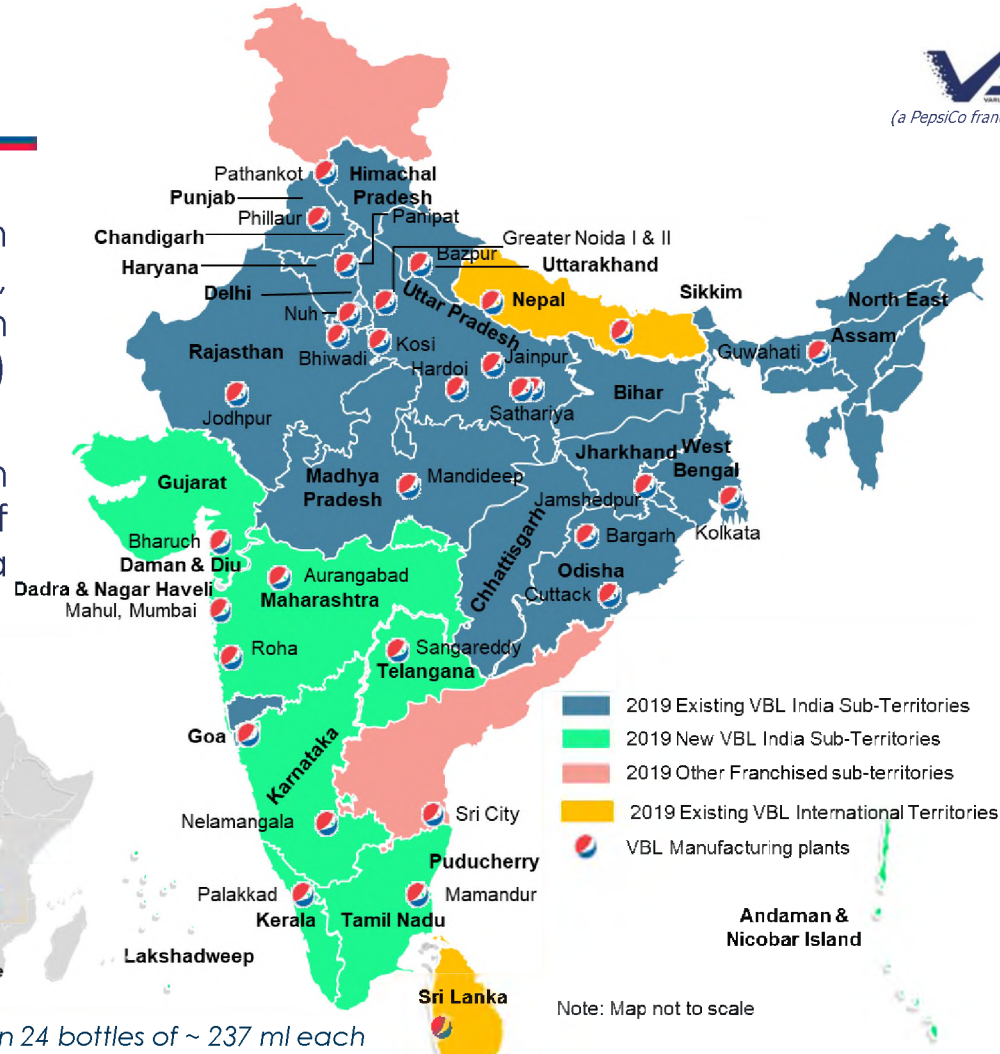 (a PepsiCo fran
Pathankot
Himachal
Pradesh
Punjab
Phillaur
Panipat
Chandigarh
Greater Noida I & II
Bazpur
Haryana
Uttarakhand
Delhi
Uttar Pradesh
Nepal
Sikkim
North East
Nuh
Assam
Rajasthan
Bhiwadi
Kosi
Guwahati
Hardoi
Jainpur
Bihar
Jodhpur
Sathariya
Jharkhand
West
Bengal
Gujarat
Madhya
Pradesh
Mandideep
Jamshedpur
Chhattisgarh
Kolkata
Bharuch
Bargarh
Daman & Diu
Odisha
Dadra & Nagar Haveli
Aurangabad
Cuttack
Maharashtra
Mahul, Mumbai
Roha
Sangareddy
Telangana
2019 Existing VBL India Sub-Territories
Goa
2019 New VBL India Sub-Territories
Karnataka
2019 Other Franchised sub-territories
2019 Existing VBL International Territories
Nelamangala
Sri City
VBL Manufacturing plants
Puducherry
Palakkad
Mamandur
Kerala
Tamil Nadu
Andaman &
Nicobar Island
Lakshadweep
Sri Lanka
Note: Map not to scale
n 24 bottles of ~ 237 ml each